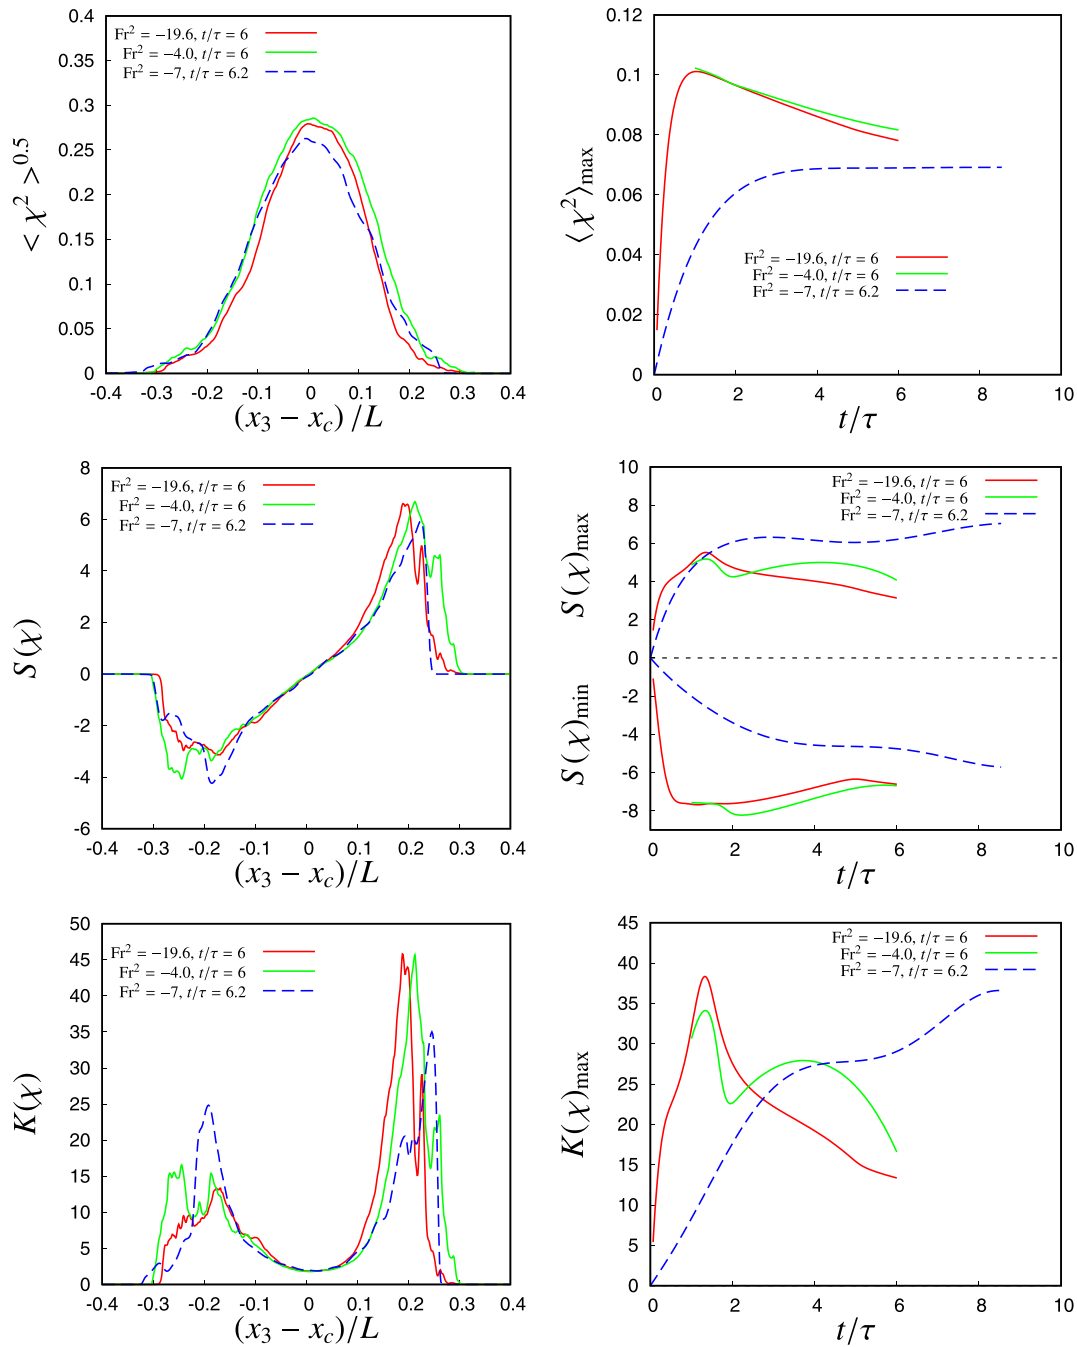 0.4
0.35
0.3
0.25
0.2
0.15
0.1
0.05
0
Fr² = −19.6, t/τ = 6
Fr² = −4.0, t/τ = 6
Fr² = −7, t/τ = 6.2
-0.4 -0.3 -0.2 -0.1 0 0.1 0.2 0.3 0.4
< χ² >^0.5
(x₃ − x_c)/L
0.12
0.1
0.08
0.06
0.04
0.02
0
Fr² = −19.6, t/τ = 6
Fr² = −4.0, t/τ = 6
Fr² = −7, t/τ = 6.2
0 2 4 6 8 10
⟨χ²⟩max
t/τ
8
6
4
2
0
-2
-4
-6
Fr² = −19.6, t/τ = 6
Fr² = −4.0, t/τ = 6
Fr² = −7, t/τ = 6.2
-0.4 -0.3 -0.2 -0.1 0 0.1 0.2 0.3 0.4
S(χ)
(x₃ − x_c)/L
10
8
6
4
2
0
-2
-4
-6
-8
Fr² = −19.6, t/τ = 6
Fr² = −4.0, t/τ = 6
Fr² = −7, t/τ = 6.2
0 2 4 6 8 10
S(χ)min S(χ)max
t/τ
50
45
40
35
30
25
20
15
10
5
0
Fr² = −19.6, t/τ = 6
Fr² = −4.0, t/τ = 6
Fr² = −7, t/τ = 6.2
-0.4 -0.3 -0.2 -0.1 0 0.1 0.2 0.3 0.4
K(χ)
(x₃ − x_c)/L
45
40
35
30
25
20
15
10
5
0
Fr² = −19.6, t/τ = 6
Fr² = −4.0, t/τ = 6
Fr² = −7, t/τ = 6.2
0 2 4 6 8 10
K(χ)max
t/τ